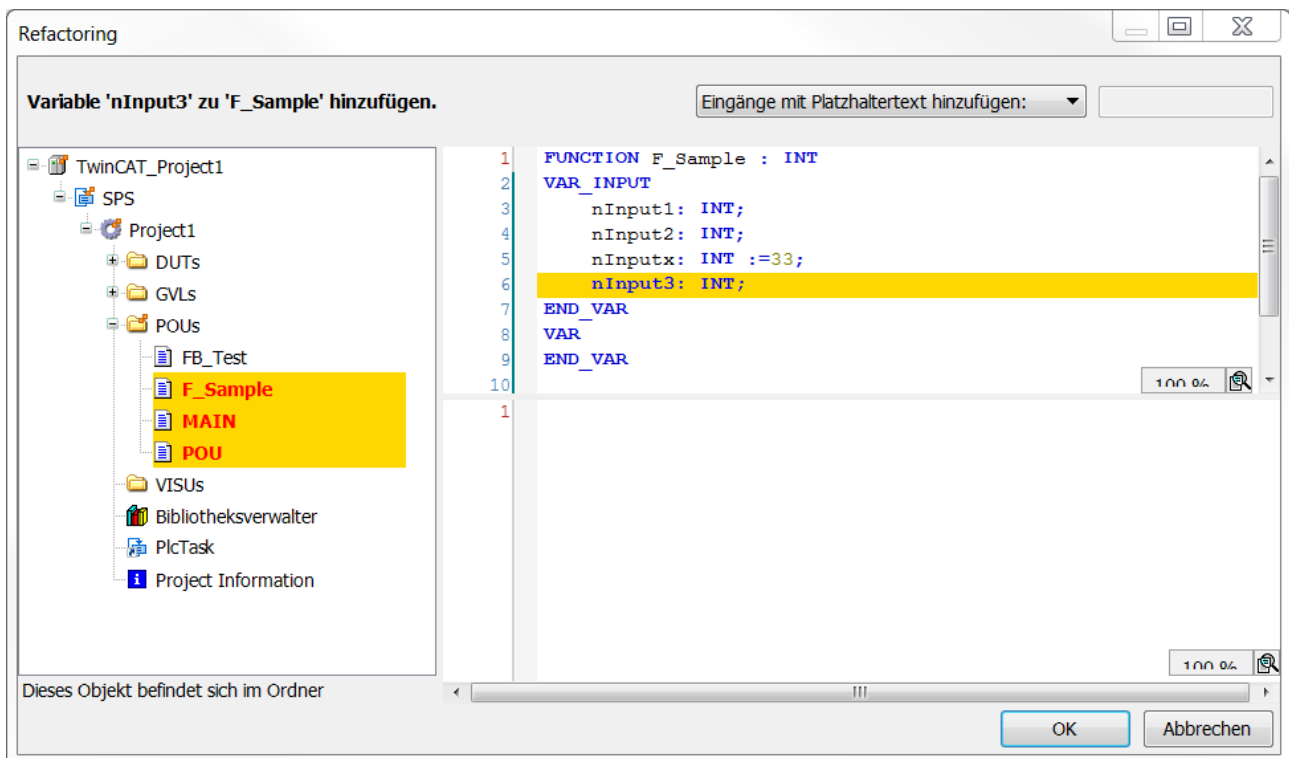 Refactoring
Variable 'nInput3' zu 'F_Sample' hinzufügen.
Eingänge mit Platzhaltertext hinzufügen:
TwinCAT_Project1
SPS
Project1
DUTs
GVLs
POUs
FB_Test
F_Sample
MAIN
POU
VISUs
Bibliotheksverwalter
PlcTask
Project Information
Dieses Objekt befindet sich im Ordner
1 FUNCTION F_Sample : INT
2 VAR_INPUT
3 nInput1: INT;
4 nInput2: INT;
5 nInputx: INT :=33;
6 nInput3: INT;
7 END_VAR
8 VAR
9 END_VAR
10
100 %
1
100 %
OK
Abbrechen